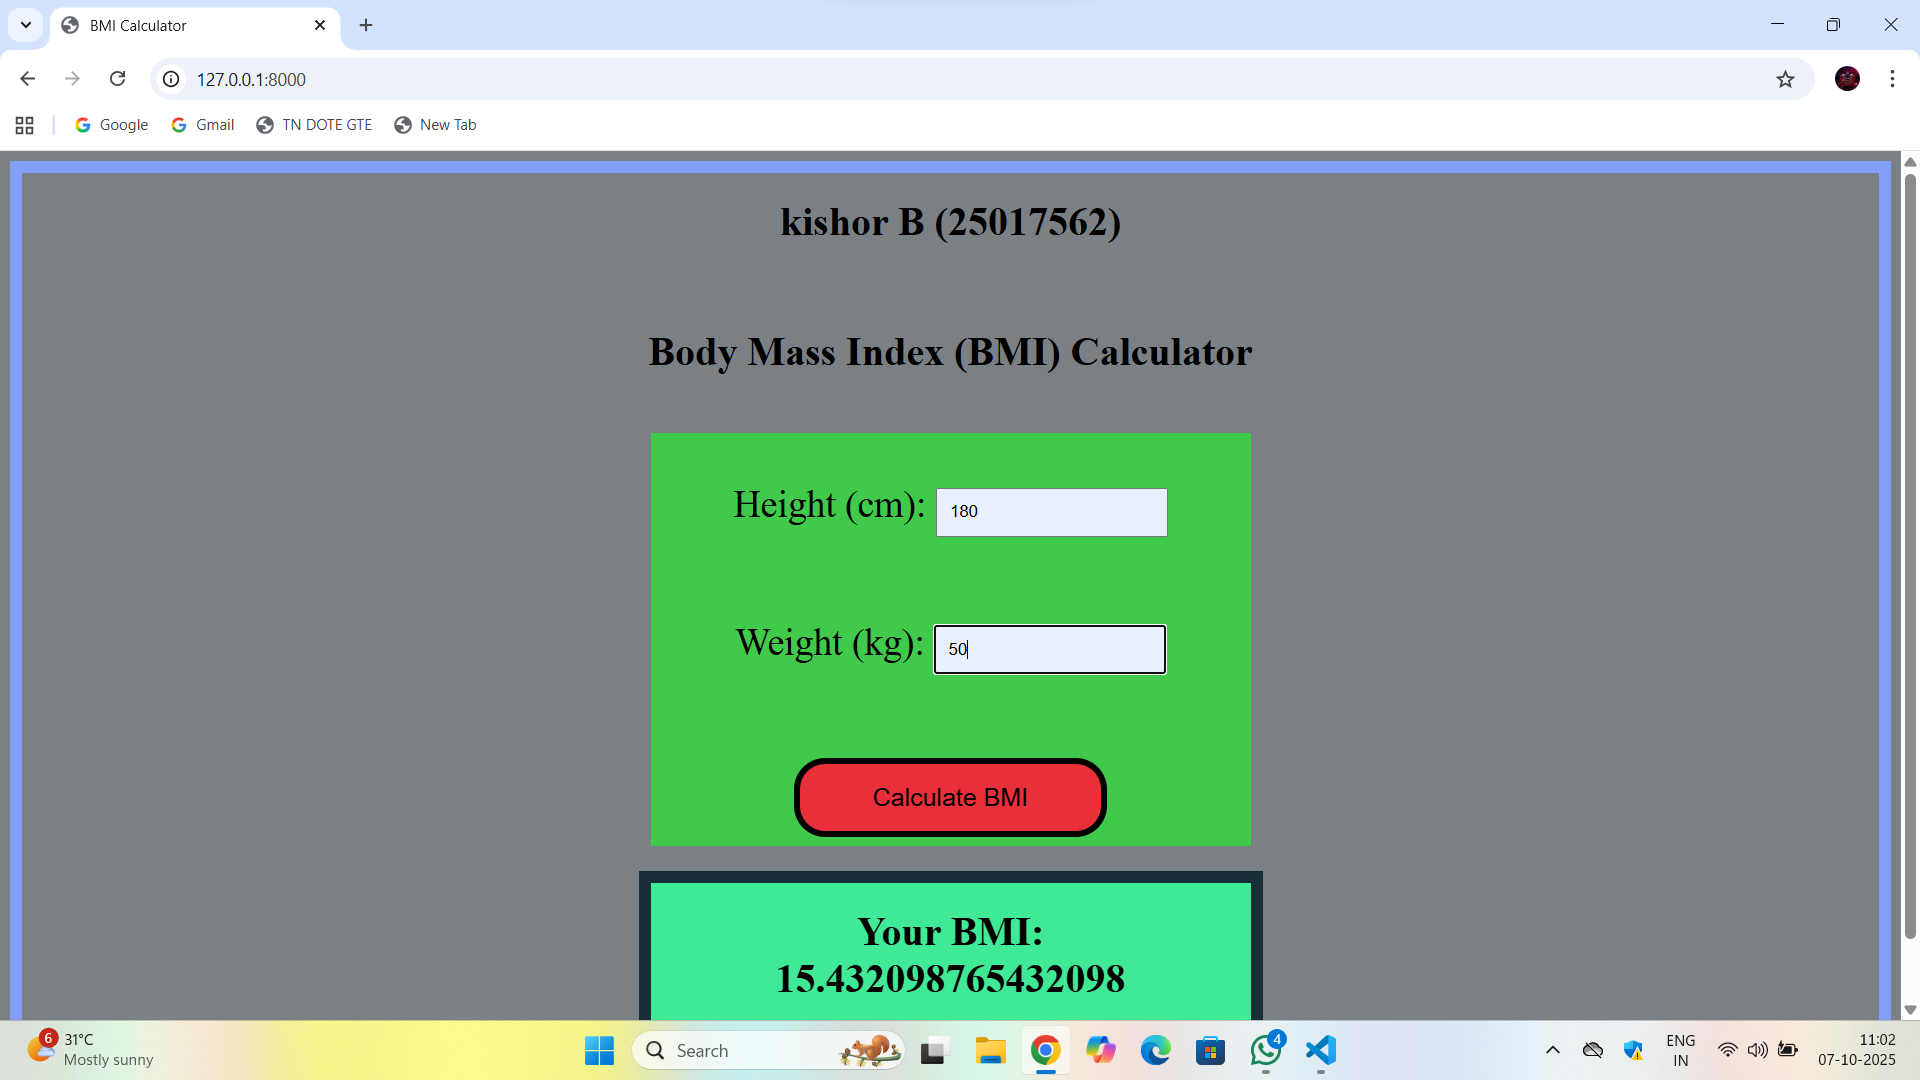 BMI Calculator
127.0.0.1:8000
Google
Gmail
TN DOTE GTE
New Tab
kishor B (25017562)
Body Mass Index (BMI) Calculator
Height (cm): 180
Weight (kg): 50
Calculate BMI
Your BMI:
15.432098765432098
6
31°C
Mostly sunny
Search
4
ENG
IN
11:02
07-10-2025